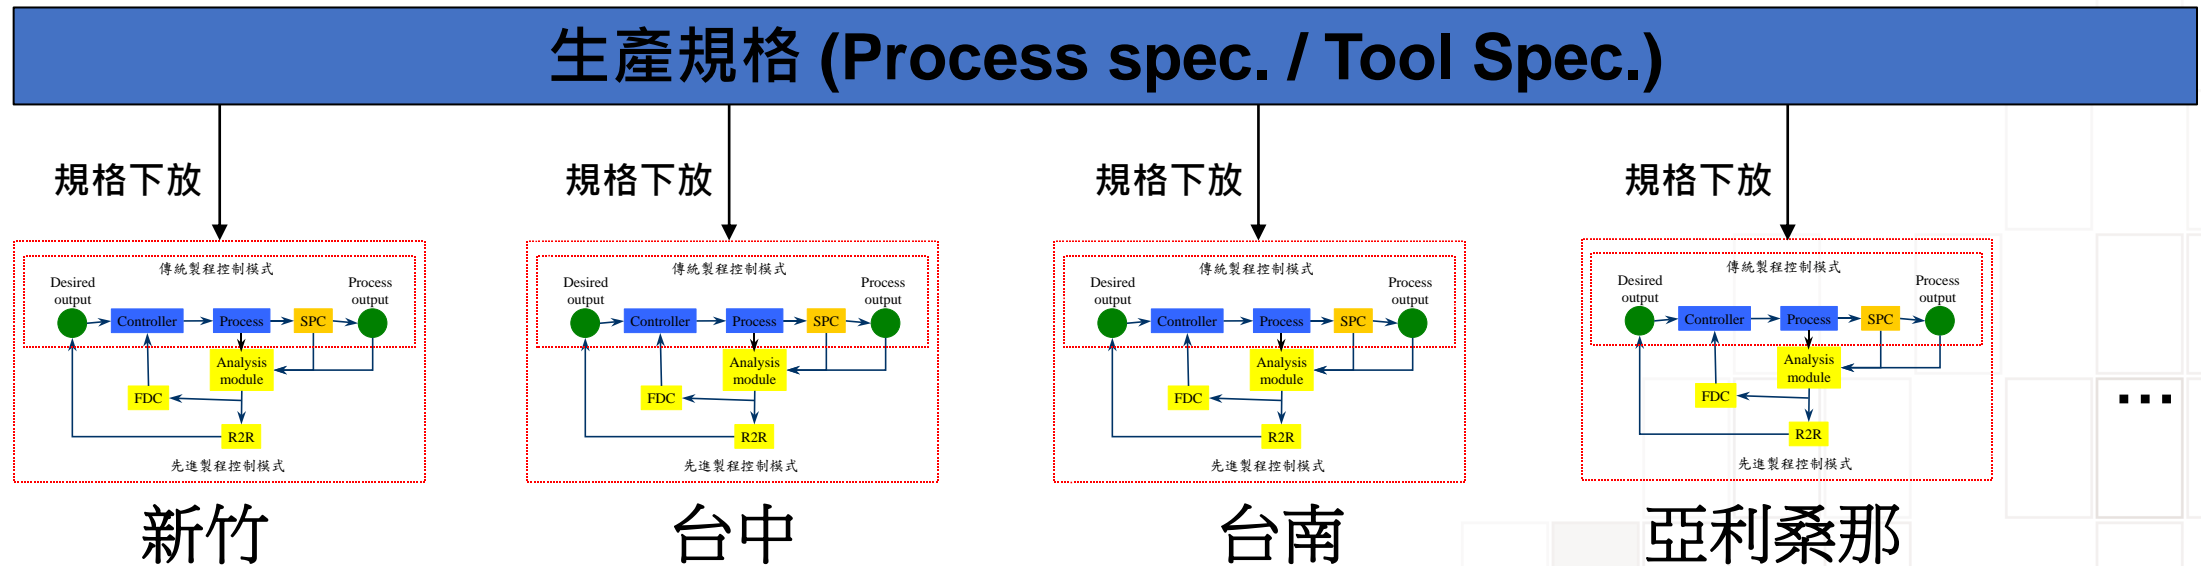 生產規格 (Process spec. / Tool Spec.)
規格下放
規格下放
規格下放
規格下放
傳統製程控制模式
Desired
output
Process
output
Controller
Process
SPC
Analysis
module
FDC
R2R
先進製程控制模式
新竹
傳統製程控制模式
Desired
output
Process
output
Controller
Process
SPC
Analysis
module
FDC
R2R
先進製程控制模式
台中
傳統製程控制模式
Desired
output
Process
output
Controller
Process
SPC
Analysis
module
FDC
R2R
先進製程控制模式
台南
傳統製程控制模式
Desired
output
Process
output
Controller
Process
SPC
Analysis
module
FDC
R2R
先進製程控制模式
亞利桑那
...